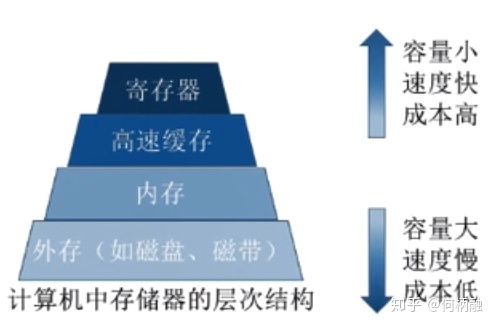 寄存器
高速缓存
内存
外存（如磁盘、磁带）
计算机中存储器的层次结构
容量小
速度快
成本高
容量大
速度慢
成本低
知乎 @何柄融